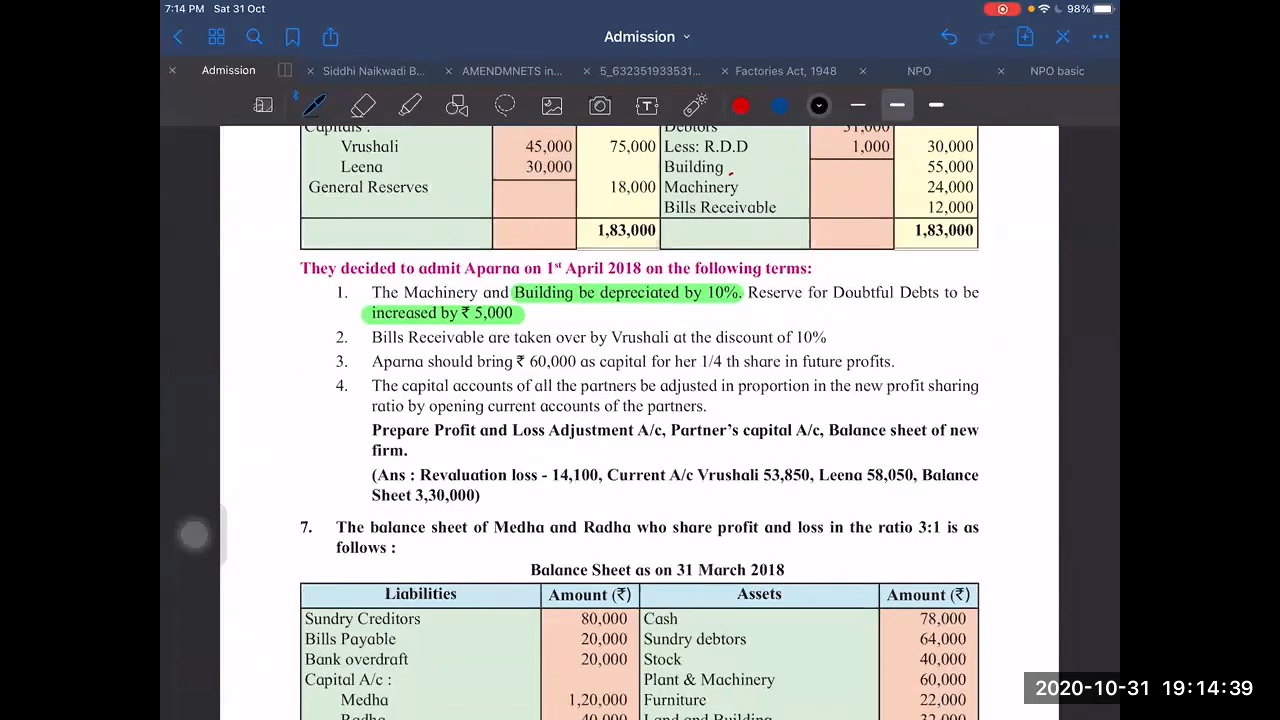 7:14 PM Sat 31 Oct
98%
Admission
Admission
Siddhi Naikwadi B...
AMENDMNETS in...
5_632351933531...
Factories Act, 1948
NPO
NPO basic
Capitals : Debtors 31,000
Vrushali 45,000 75,000 Less: R.D.D 1,000 30,000
Leena 30,000 Building 55,000
General Reserves 18,000 Machinery 24,000
Bills Receivable 12,000
1,83,000 1,83,000
They decided to admit Aparna on 1st April 2018 on the following terms:
1. The Machinery and Building be depreciated by 10%. Reserve for Doubtful Debts to be
increased by ₹ 5,000
2. Bills Receivable are taken over by Vrushali at the discount of 10%
3. Aparna should bring ₹ 60,000 as capital for her 1/4 th share in future profits.
4. The capital accounts of all the partners be adjusted in proportion in the new profit sharing
ratio by opening current accounts of the partners.
Prepare Profit and Loss Adjustment A/c, Partner's capital A/c, Balance sheet of new
firm.
(Ans : Revaluation loss - 14,100, Current A/c Vrushali 53,850, Leena 58,050, Balance
Sheet 3,30,000)
7. The balance sheet of Medha and Radha who share profit and loss in the ratio 3:1 is as
follows :
Balance Sheet as on 31 March 2018
Liabilities Amount (₹) Assets Amount (₹)
Sundry Creditors 80,000 Cash 78,000
Bills Payable 20,000 Sundry debtors 64,000
Bank overdraft 20,000 Stock 40,000
Capital A/c : Plant & Machinery 60,000
Medha 1,20,000 Furniture 22,000
Radha 40,000 Land and Building 32,000
2020-10-31 19:14:39